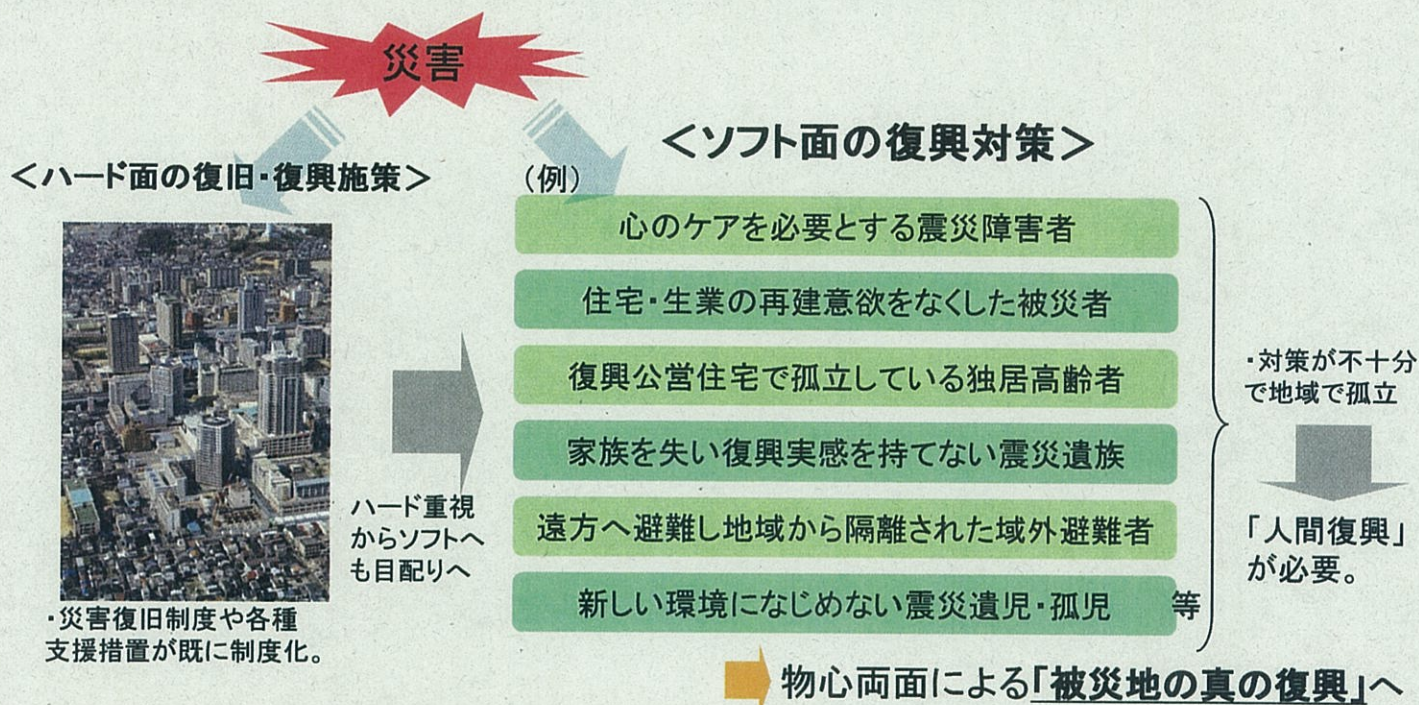 災害
＜ハード面の復旧・復興施策＞
・災害復旧制度や各種
支援措置が既に制度化。
ハード重視
からソフトへ
も目配りへ
＜ソフト面の復興対策＞
（例）
心のケアを必要とする震災障害者
住宅・生業の再建意欲をなくした被災者
復興公営住宅で孤立している独居高齢者
家族を失い復興実感を持てない震災遺族
遠方へ避難し地域から隔離された域外避難者
新しい環境になじめない震災遺児・孤児 等
・対策が不十分
で地域で孤立
「人間復興」
が必要。
物心両面による「被災地の真の復興」へ